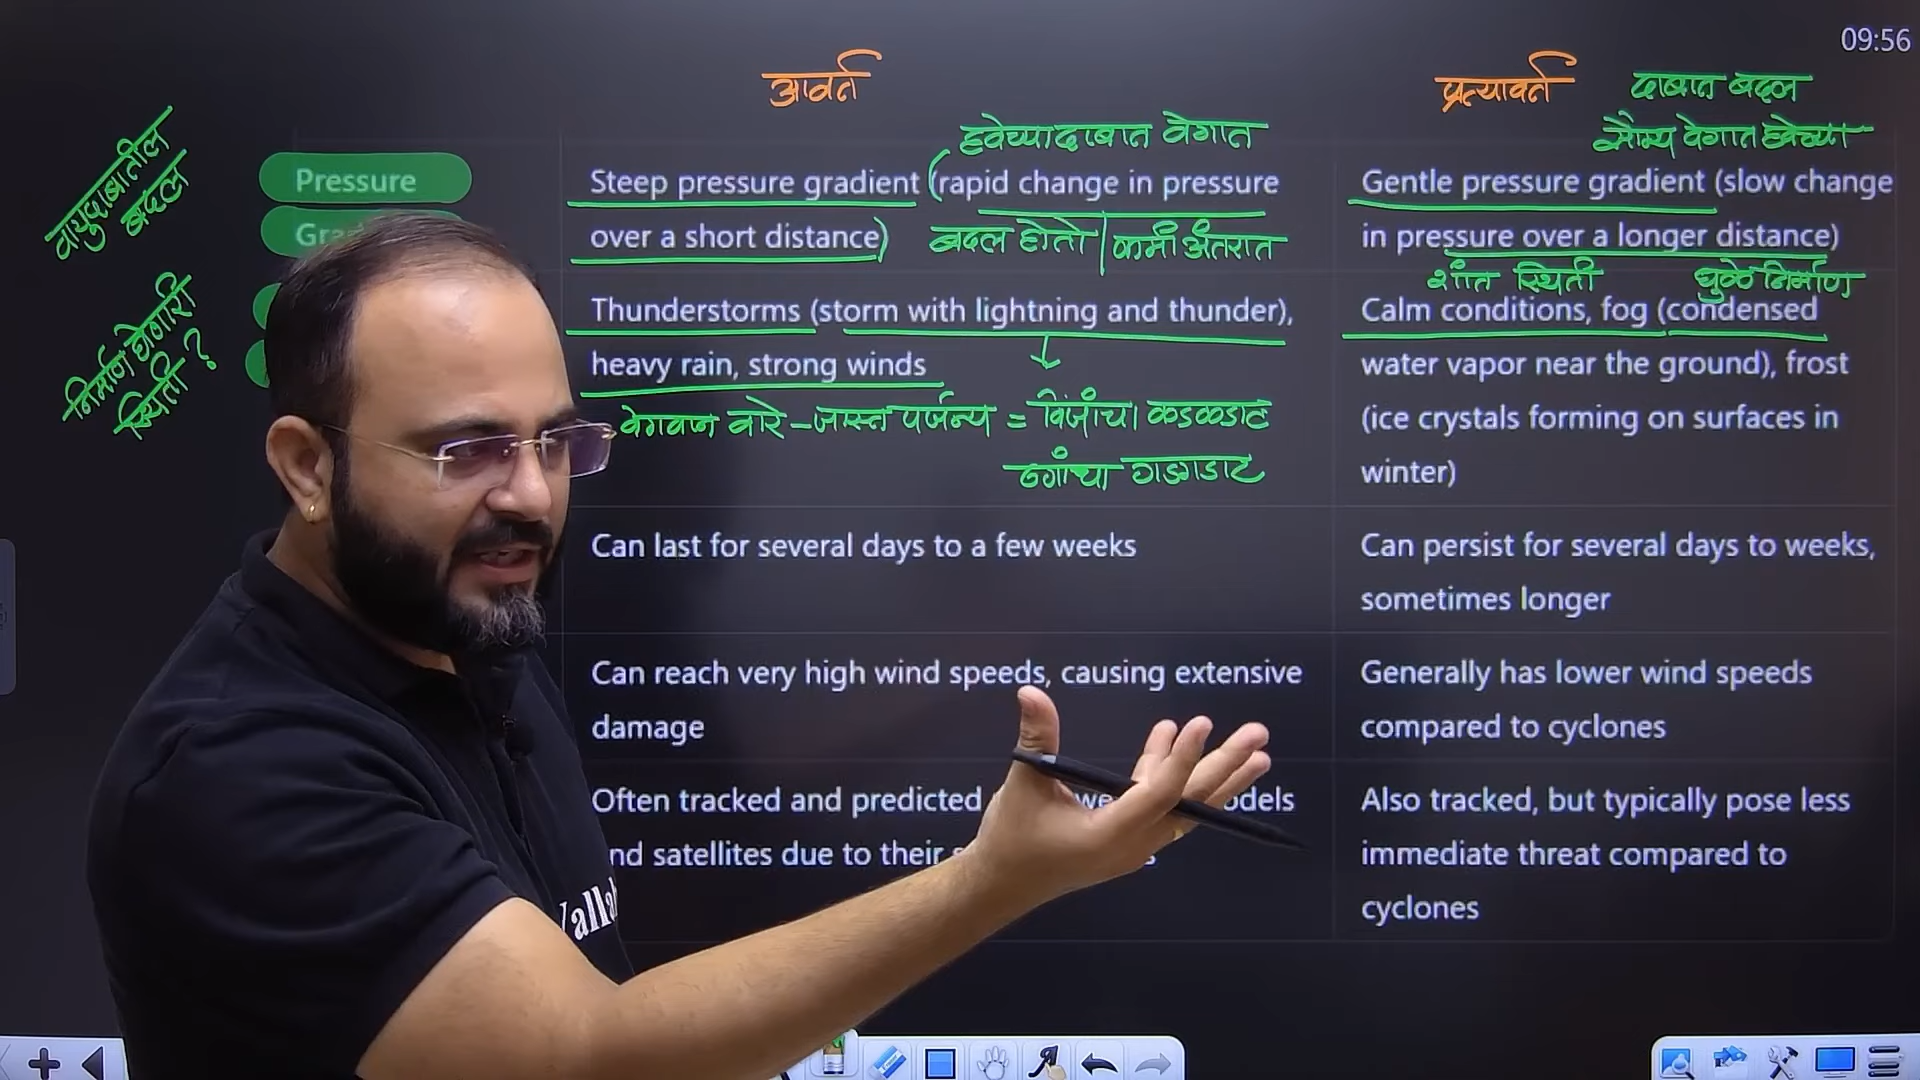 09:56
आवर्त
प्रत्यावर्त
दाबात बदल
सौम्य वेगात हवेच्या
हवेच्यादाबात वेगात
वायुदाबातील
बदल
Pressure
Steep pressure gradient (rapid change in pressure
over a short distance)
बदल होतो | कमी अंतरात
Gentle pressure gradient (slow change
in pressure over a longer distance)
शांत स्थिती धुके निर्माण
निर्माण होणारी
स्थिती ?
Thunderstorms (storm with lightning and thunder),
heavy rain, strong winds
वेगवान वारे - जास्त पर्जन्य = विजांचा कडकडाट
ढगांचा गडगडाट
Calm conditions, fog (condensed
water vapor near the ground), frost
(ice crystals forming on surfaces in
winter)
Can last for several days to a few weeks
Can persist for several days to weeks,
sometimes longer
Can reach very high wind speeds, causing extensive
damage
Generally has lower wind speeds
compared to cyclones
Often tracked and predicted
nd satellites due to their
Also tracked, but typically pose less
immediate threat compared to
cyclones